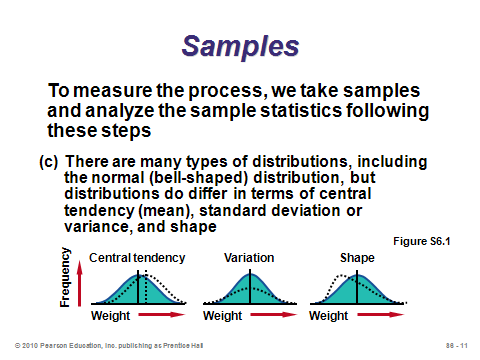 Samples
To measure the process, we take samples
and analyze the sample statistics following
these steps
(c) There are many types of distributions, including
the normal (bell-shaped) distribution, but
distributions do differ in terms of central
tendency (mean), standard deviation or
variance, and shape
Figure S6.1
Central tendency Variation Shape
Frequency
Weight Weight Weight
© 2010 Pearson Education, Inc. publishing as Prentice Hall S6 - 11